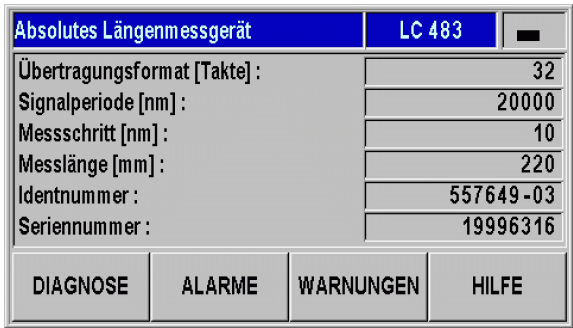 Absolutes Längenmessgerät LC 483
Übertragungsformat [Takte] : 32
Signalperiode [nm] : 20000
Messschritt [nm] : 10
Messlänge [mm] : 220
Identnummer : 557649-03
Seriennummer : 19996316
DIAGNOSE ALARME WARNUNGEN HILFE